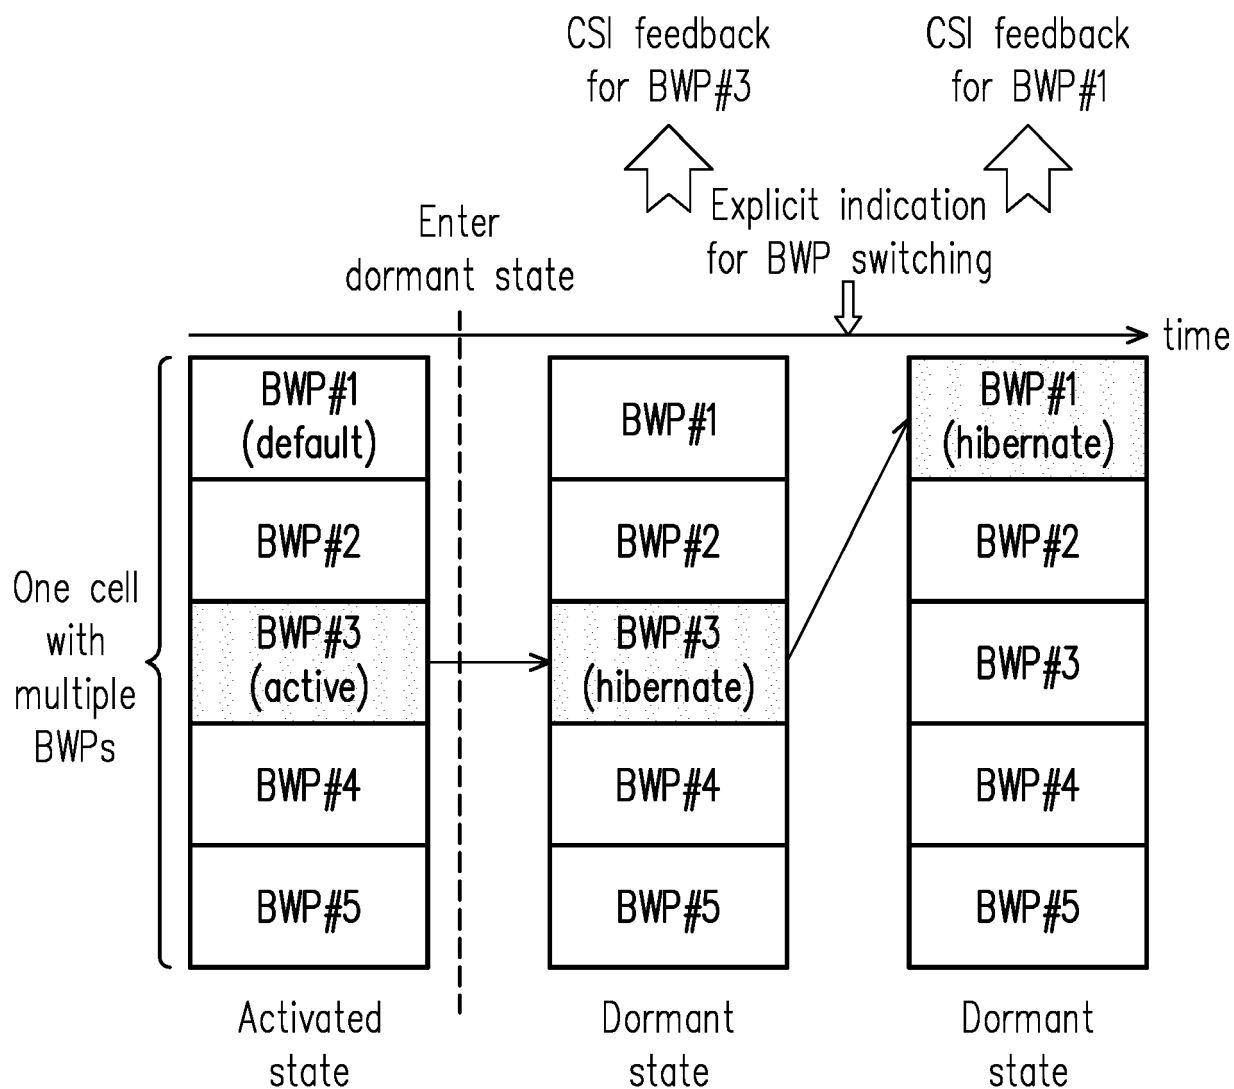 CSI feedback
for BWP#3
CSI feedback
for BWP#1
Enter
dormant state
Explicit indication
for BWP switching
time
One cell
with
multiple
BWPs
BWP#1
(default)
BWP#2
BWP#3
(active)
BWP#4
BWP#5
Activated
state
BWP#1
BWP#2
BWP#3
(hibernate)
BWP#4
BWP#5
Dormant
state
BWP#1
(hibernate)
BWP#2
BWP#3
BWP#4
BWP#5
Dormant
state